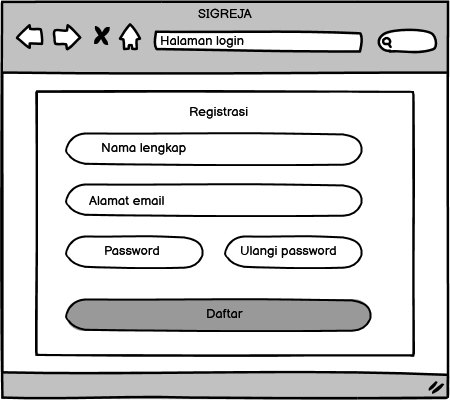 SIGREJA
Halaman login
Registrasi
Nama lengkap
Alamat email
Password
Ulangi password
Daftar